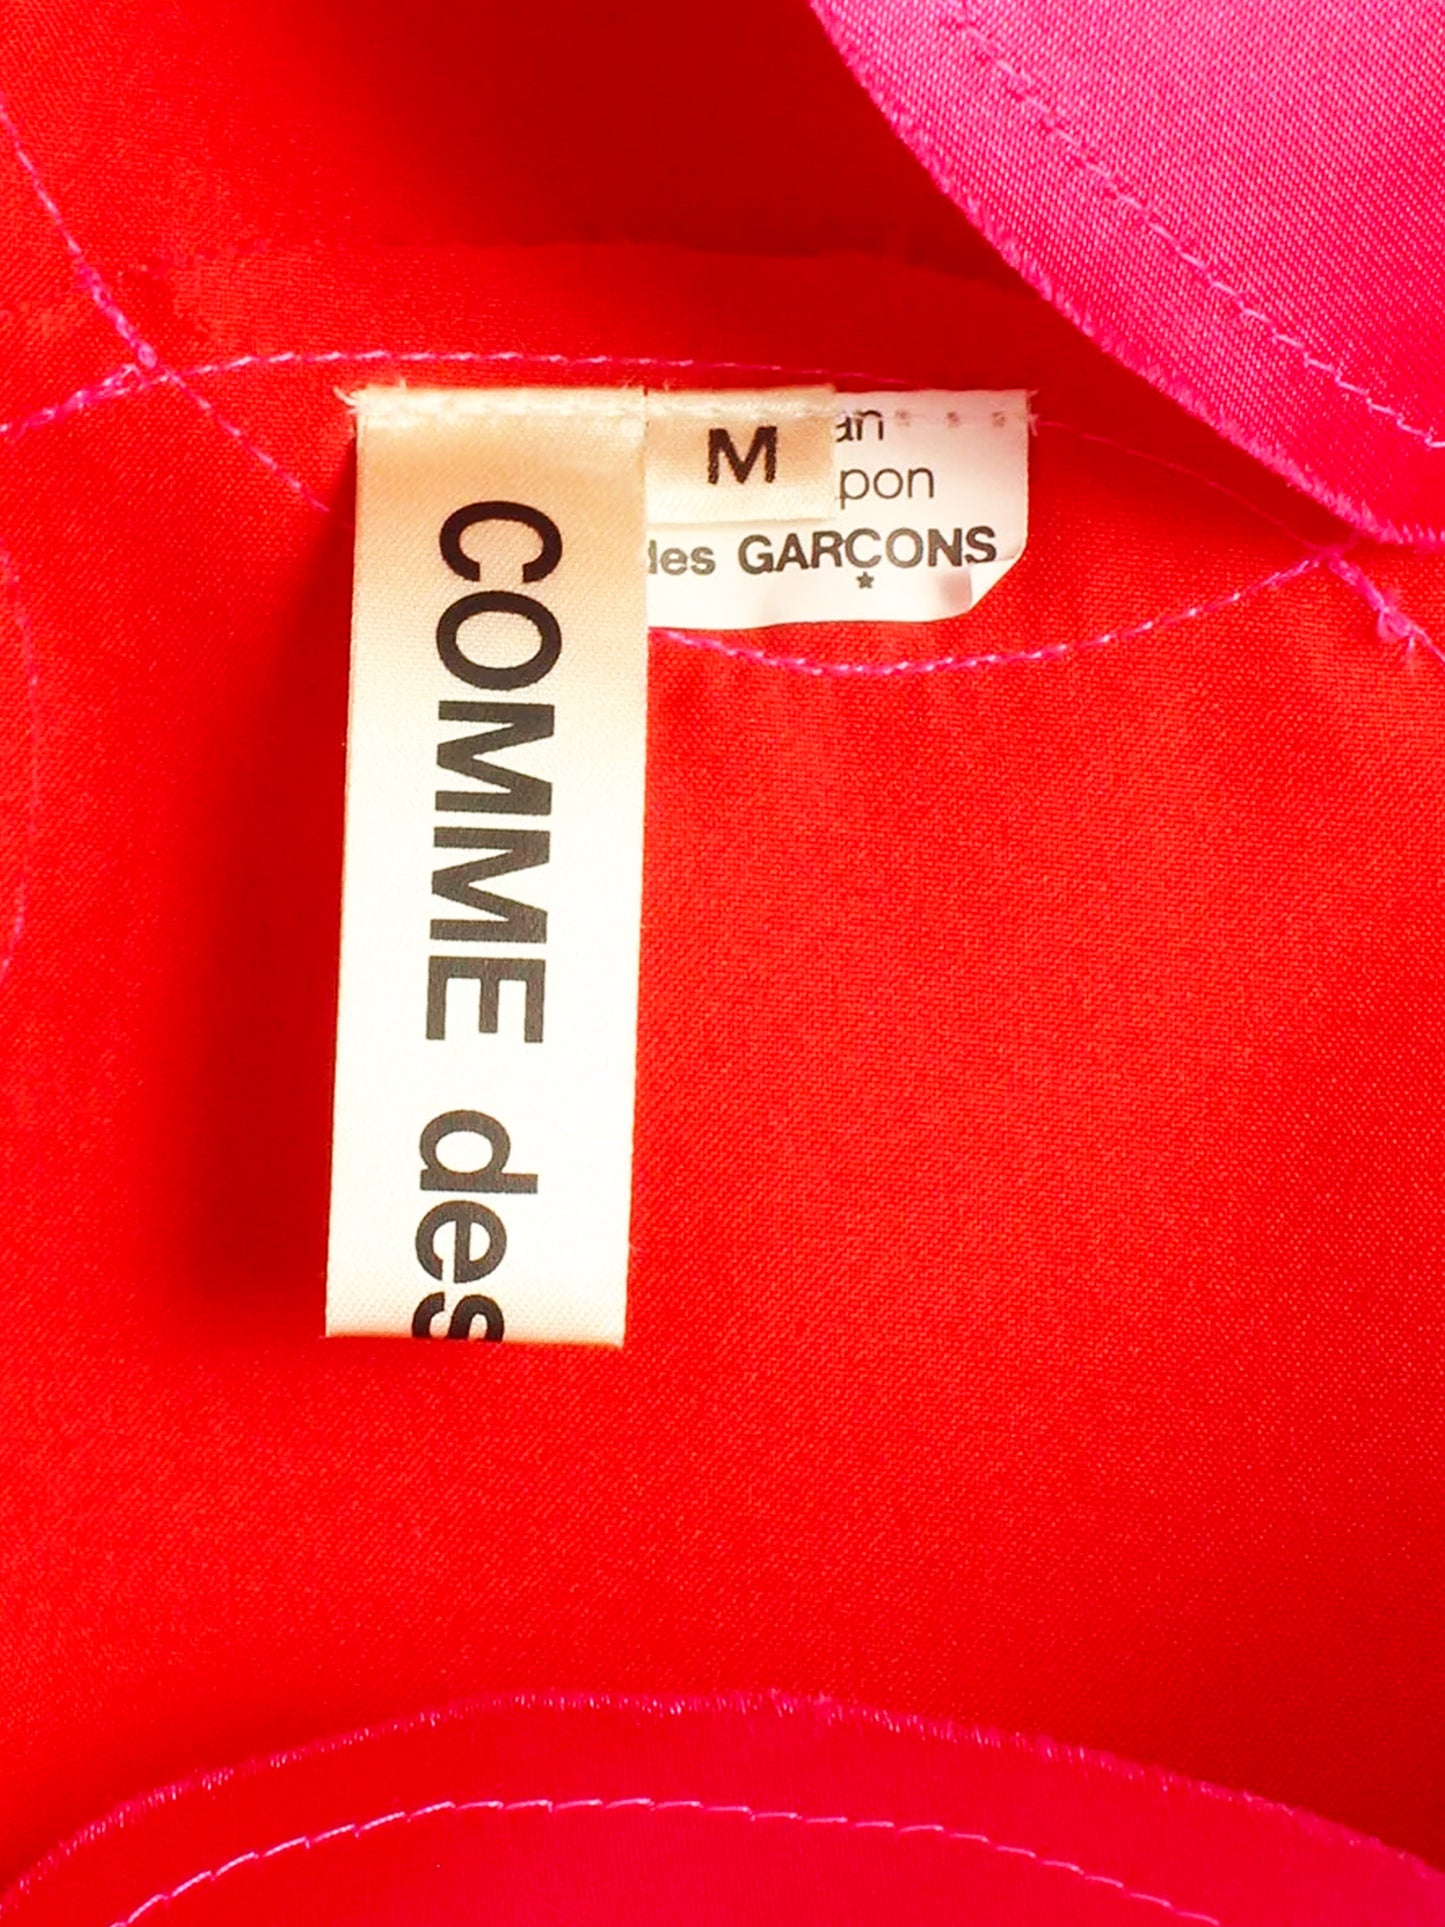 COMME des
M
an
pon
des GARÇONS